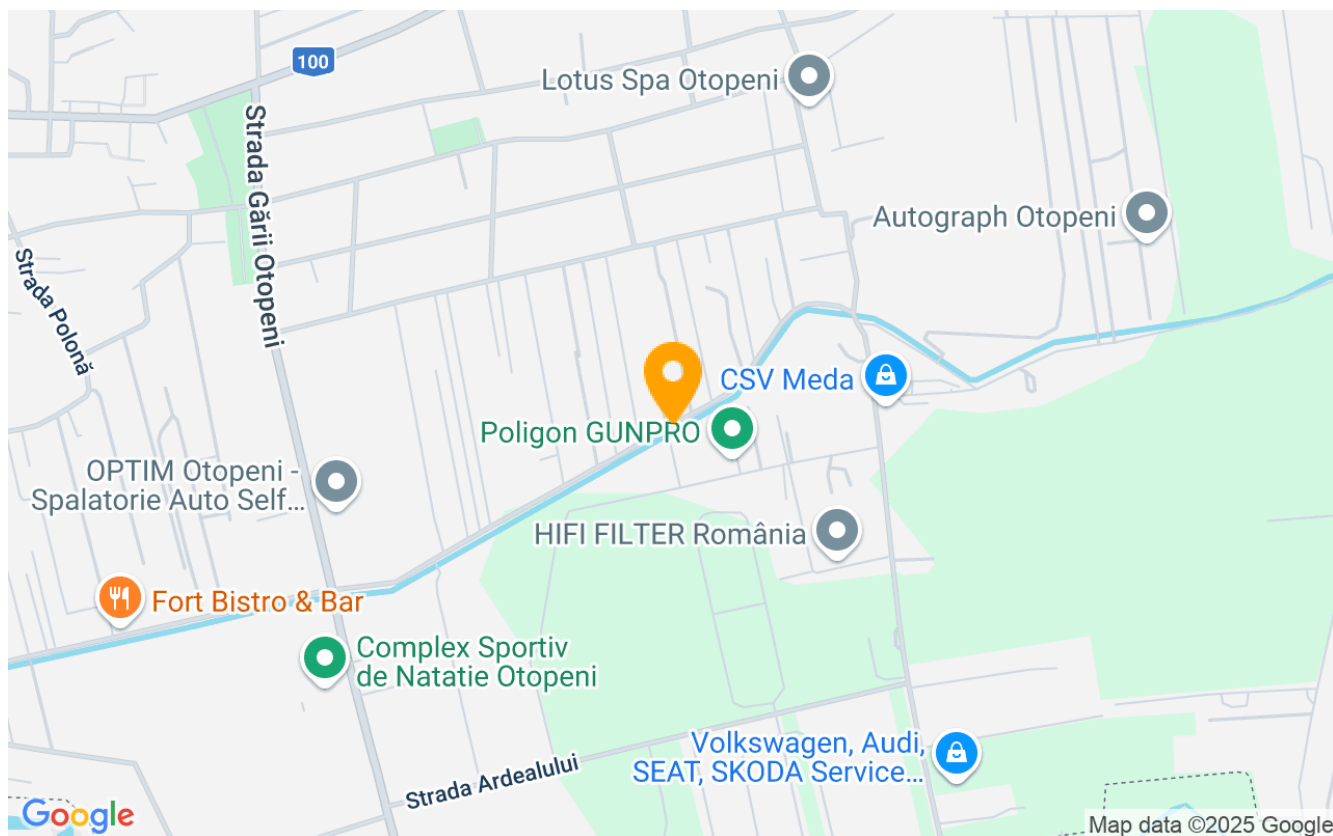 100
Lotus Spa Otopeni
Strada Gării Otopeni
Autograph Otopeni
Strada Polonă
CSV Meda
Poligon GUNPRO
OPTIM Otopeni -
Spalatorie Auto Self...
HIFI FILTER România
Fort Bistro & Bar
Complex Sportiv
de Natatie Otopeni
Volkswagen, Audi,
SEAT, SKODA Service...
Strada Ardealului
Google
Map data ©2025 Google